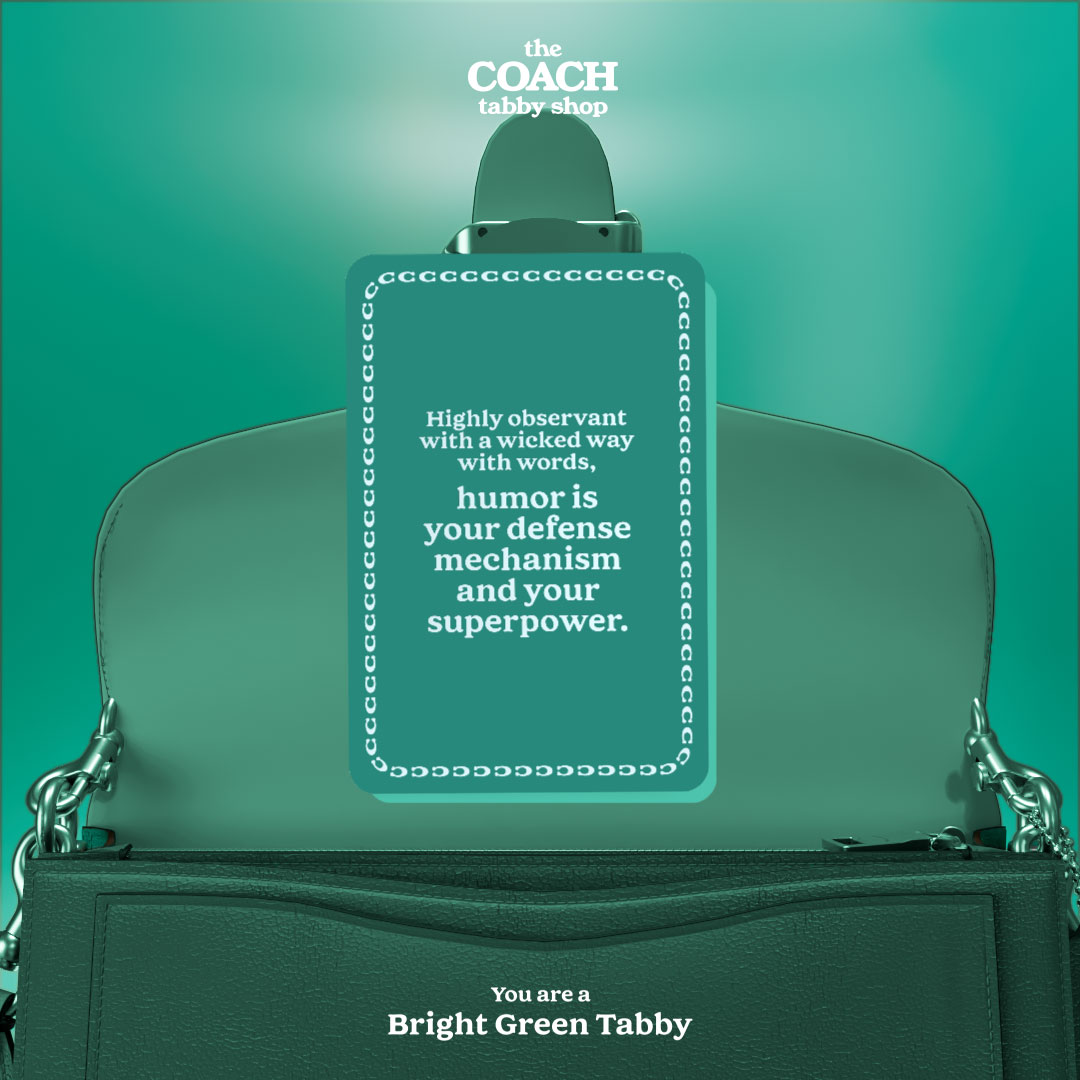 the
COACH
tabby shop
Highly observant
with a wicked way
with words,
humor is
your defense
mechanism
and your
superpower.
You are a
Bright Green Tabby